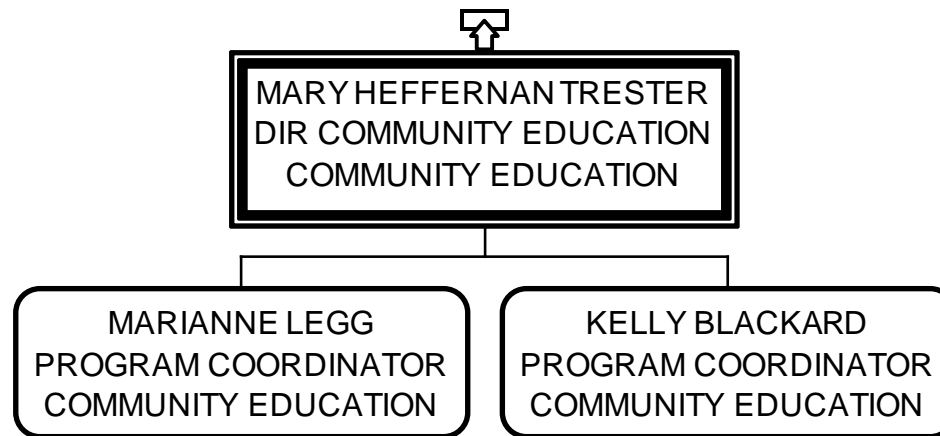 MARY HEFFERNAN TRESTER
DIR COMMUNITY EDUCATION
COMMUNITY EDUCATION
MARIANNE LEGG
PROGRAM COORDINATOR
COMMUNITY EDUCATION
KELLY BLACKARD
PROGRAM COORDINATOR
COMMUNITY EDUCATION